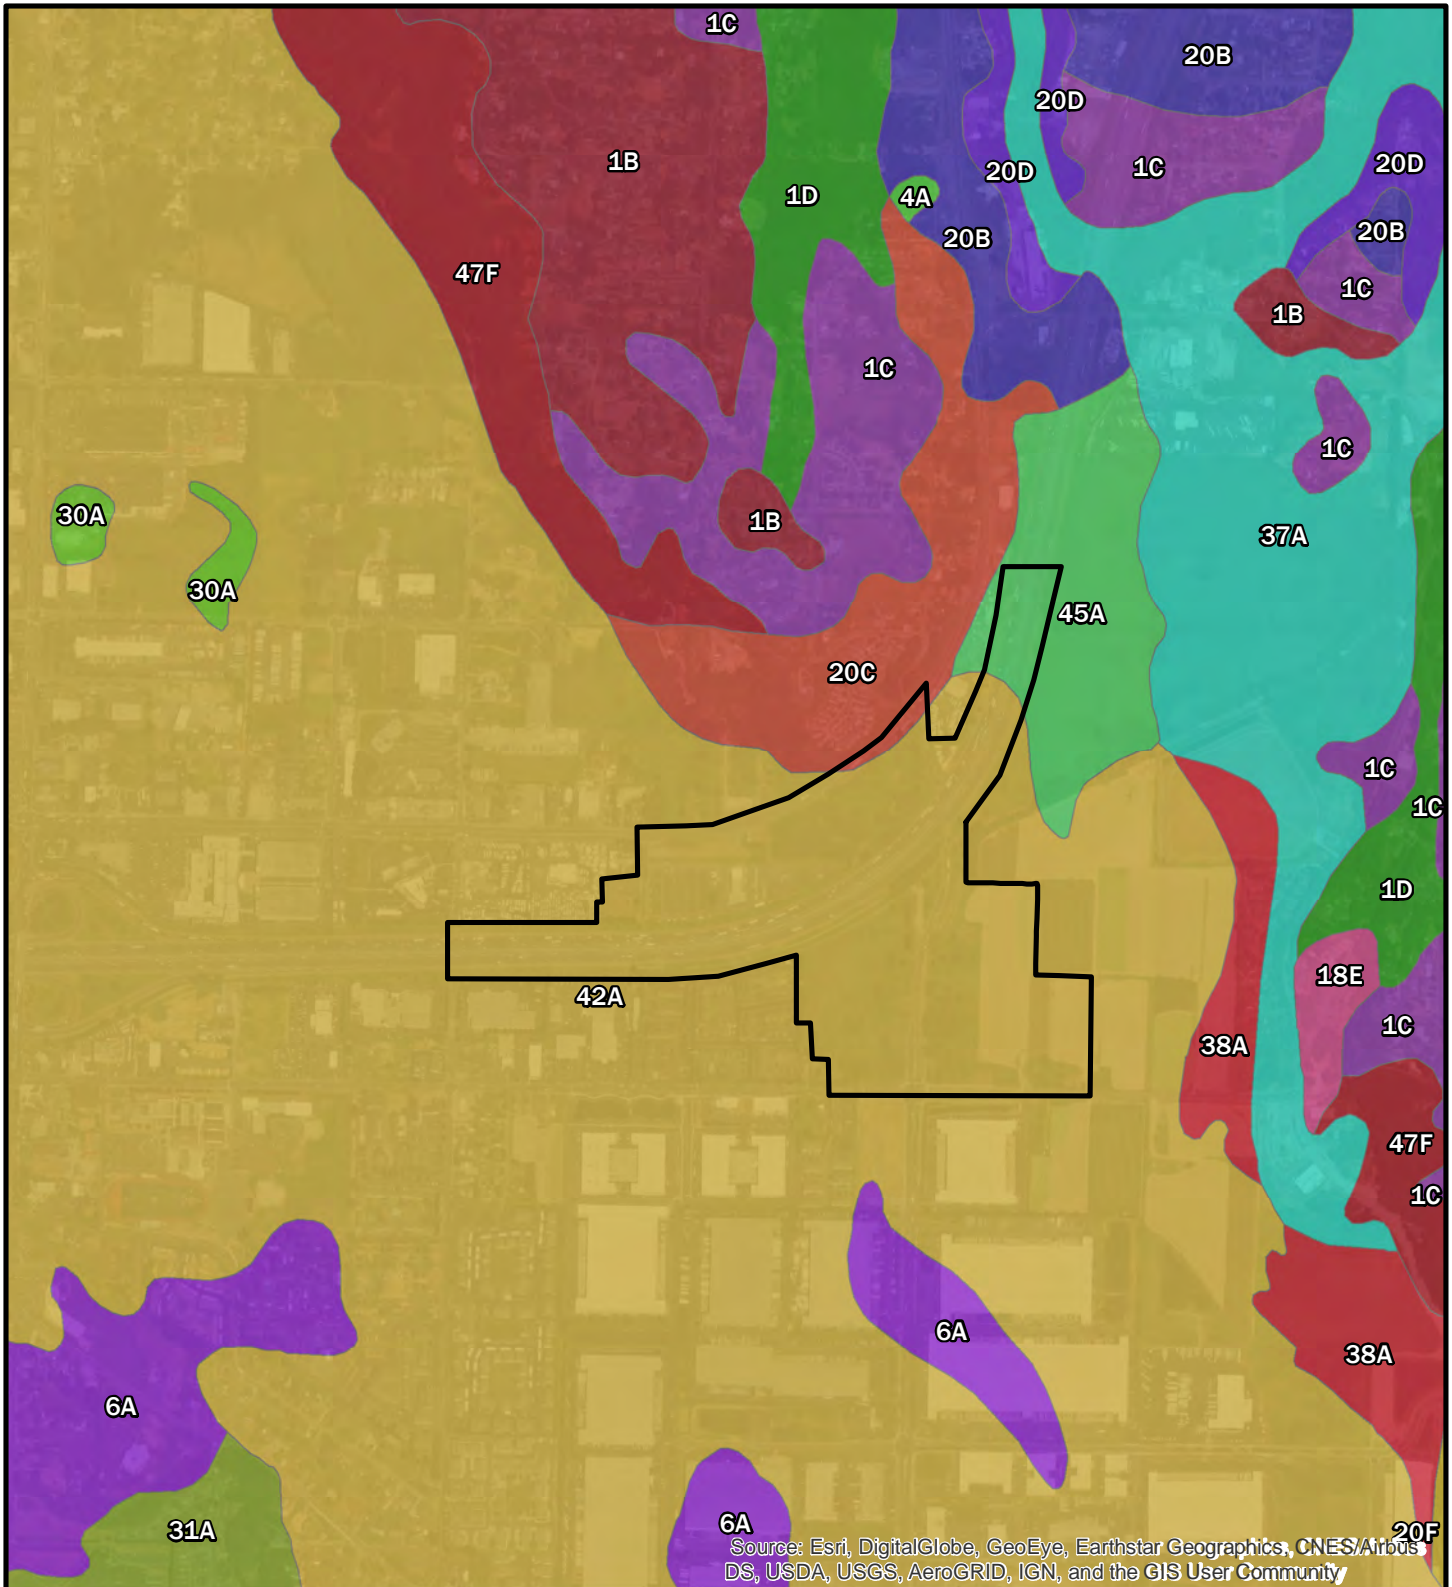 1C
20B
20D
1B
1C
20D
20D
1D
4A
20B
20B
47F
1C
1B
1C
1C
30A
1B
37A
30A
45A
20C
1C
1C
1D
18E
42A
1C
38A
47F
1C
6A
38A
6A
6A
31A
20F
Source: Esri, DigitalGlobe, GeoEye, Earthstar Geographics, CNES/Airbus
DS, USDA, USGS, AeroGRID, IGN, and the GIS User Community